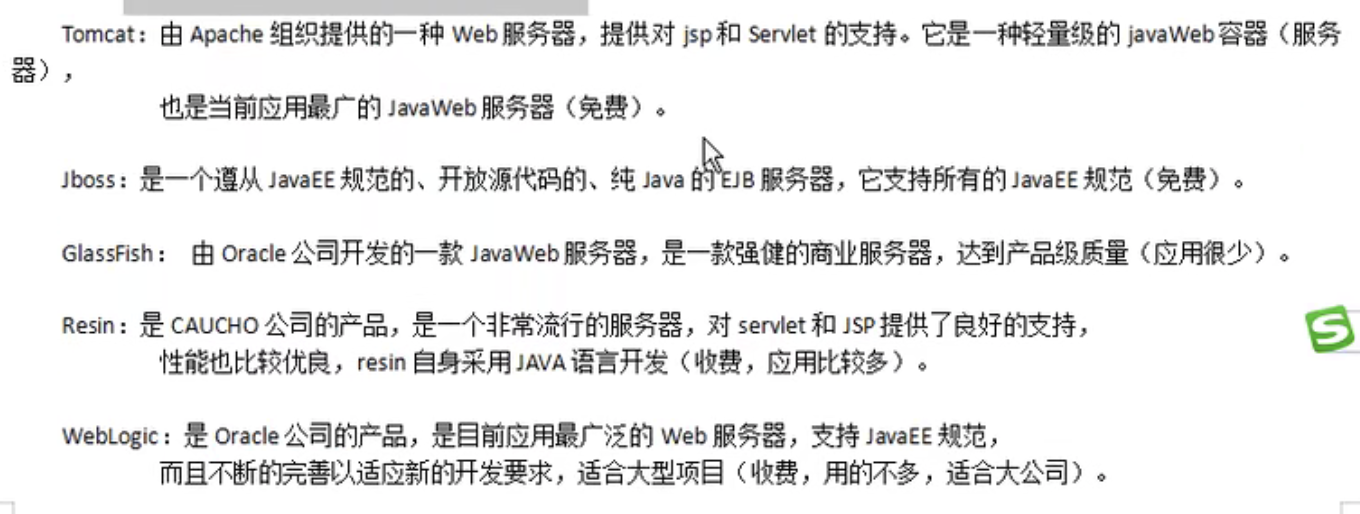 Tomcat：由 Apache 组织提供的一种 Web 服务器，提供对 jsp 和 Servlet 的支持。它是一种轻量级的 javaWeb 容器（服务
器），
也是当前应用最广的 JavaWeb 服务器（免费）。
Jboss：是一个遵从 JavaEE 规范的、开放源代码的、纯 Java 的 EJB 服务器，它支持所有的 JavaEE 规范（免费）。
GlassFish： 由 Oracle 公司开发的一款 JavaWeb 服务器，是一款强健的商业服务器，达到产品级质量（应用很少）。
Resin：是 CAUCHO 公司的产品，是一个非常流行的服务器，对 servlet 和 JSP 提供了良好的支持，
性能也比较优良，resin 自身采用 JAVA 语言开发（收费，应用比较多）。
WebLogic：是 Oracle 公司的产品，是目前应用最广泛的 Web 服务器，支持 JavaEE 规范，
而且不断的完善以适应新的开发要求，适合大型项目（收费，用的不多，适合大公司）。